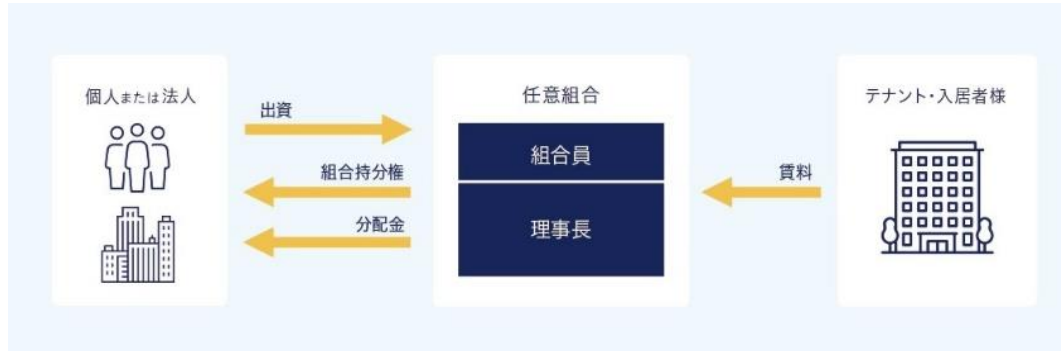 個人または法人
出資
組合持分権
分配金
任意組合
組合員
理事長
賃料
テナント・入居者様